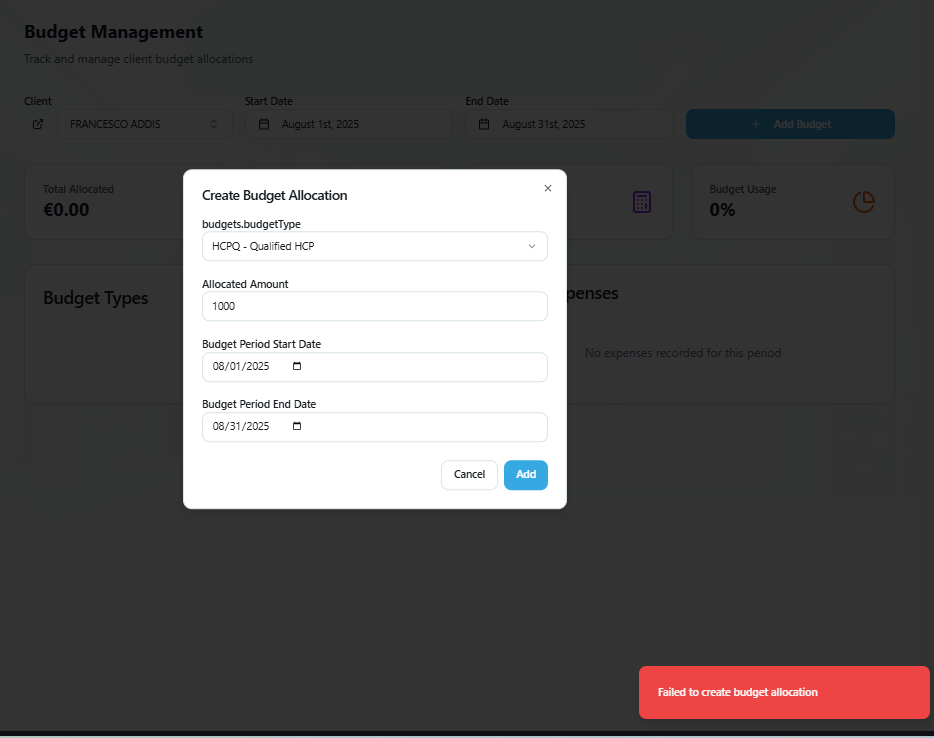 Budget Management
Track and manage client budget allocations
Client
Start Date
End Date
FRANCESCO ADDIS
August 1st, 2025
August 31st, 2025
+ Add Budget
Total Allocated
€0.00
Budget Usage
0%
Create Budget Allocation
budgets.budgetType
HCPQ - Qualified HCP
Allocated Amount
1000
Budget Period Start Date
08/01/2025
Budget Period End Date
08/31/2025
Cancel
Add
Budget Types
penses
No expenses recorded for this period
Failed to create budget allocation